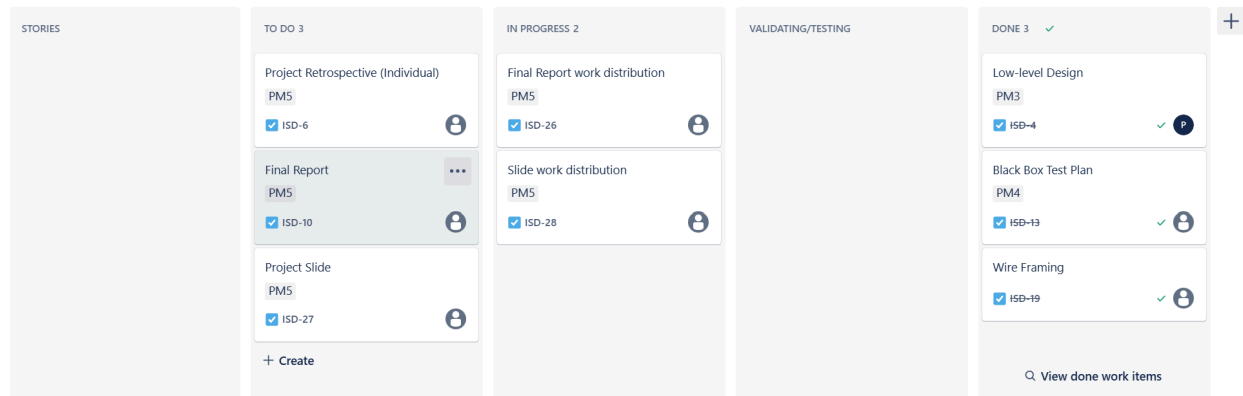 STORIES
TO DO 3
Project Retrospective (Individual)
PM5
ISD-6
Final Report
PM5
ISD-10
Project Slide
PM5
ISD-27
Create
IN PROGRESS 2
Final Report work distribution
PM5
ISD-26
Slide work distribution
PM5
ISD-28
VALIDATING/TESTING
DONE 3
Low-level Design
PM3
ISD-4
P
Black Box Test Plan
PM4
ISD-13
Wire Framing
ISD-19
View done work items